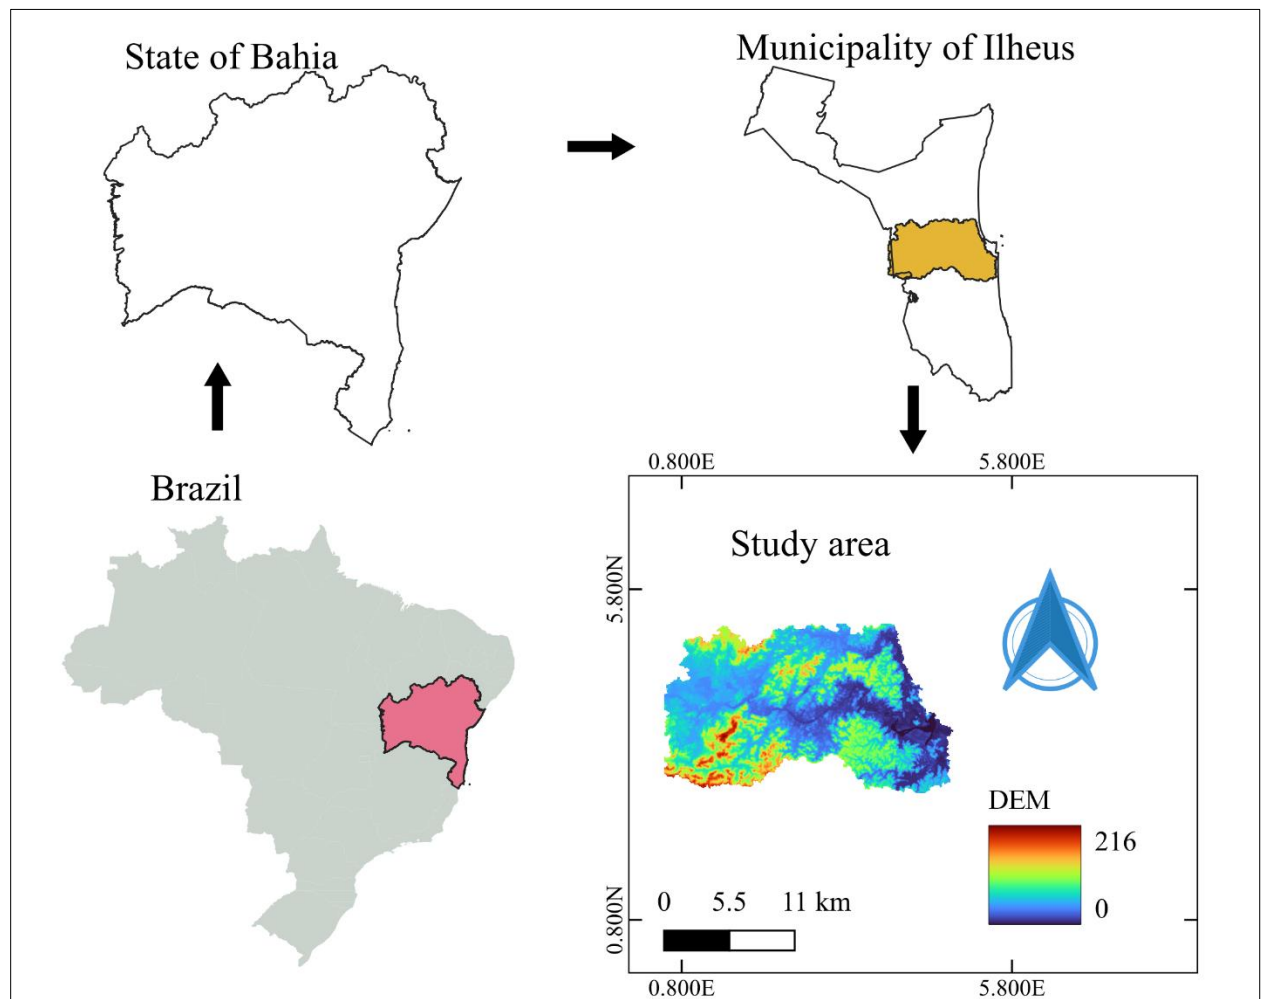 State of Bahia
Municipality of Ilheus
Brazil
0.800E 5.800E
Study area
5.800N
DEM
216
0
0 5.5 11 km
0.800N
0.800E 5.800E